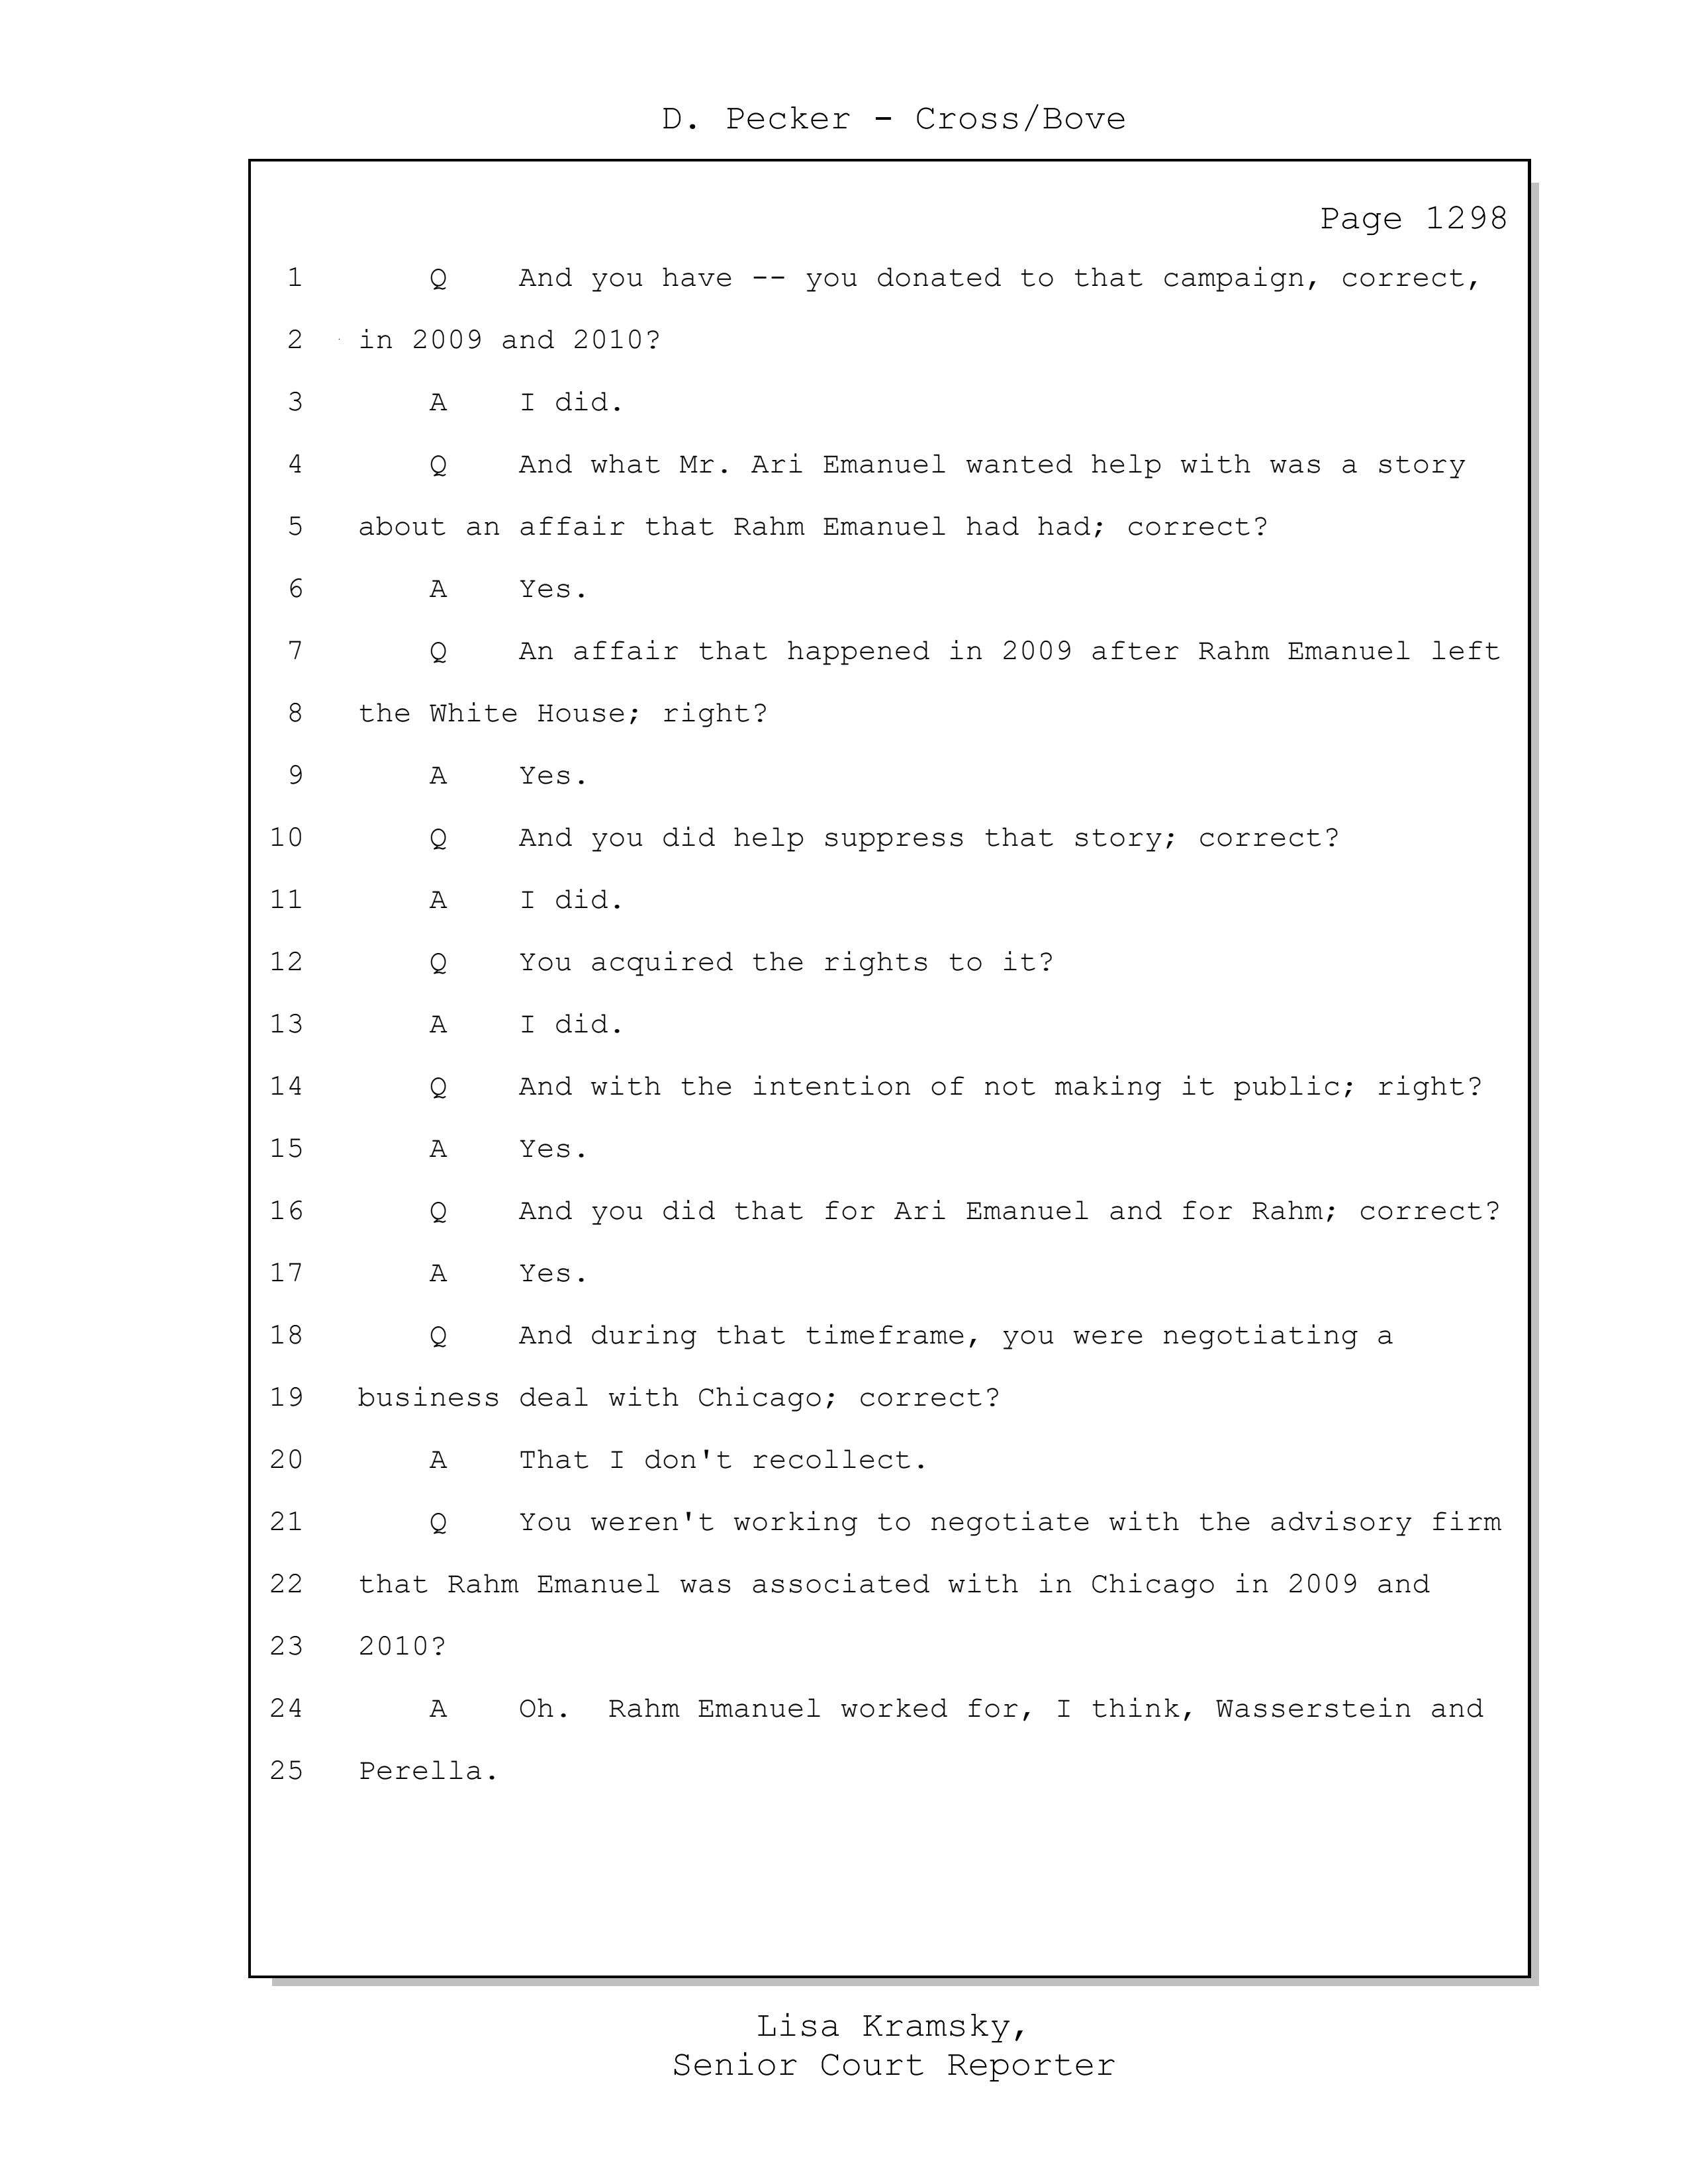 D. Pecker - Cross/Bove
Page 1298
1 Q And you have -- you donated to that campaign, correct,
2 in 2009 and 2010?
3 A I did.
4 Q And what Mr. Ari Emanuel wanted help with was a story
5 about an affair that Rahm Emanuel had had; correct?
6 A Yes.
7 Q An affair that happened in 2009 after Rahm Emanuel left
8 the White House; right?
9 A Yes.
10 Q And you did help suppress that story; correct?
11 A I did.
12 Q You acquired the rights to it?
13 A I did.
14 Q And with the intention of not making it public; right?
15 A Yes.
16 Q And you did that for Ari Emanuel and for Rahm; correct?
17 A Yes.
18 Q And during that timeframe, you were negotiating a
19 business deal with Chicago; correct?
20 A That I don't recollect.
21 Q You weren't working to negotiate with the advisory firm
22 that Rahm Emanuel was associated with in Chicago in 2009 and
23 2010?
24 A Oh. Rahm Emanuel worked for, I think, Wasserstein and
25 Perella.
Lisa Kramsky,
Senior Court Reporter